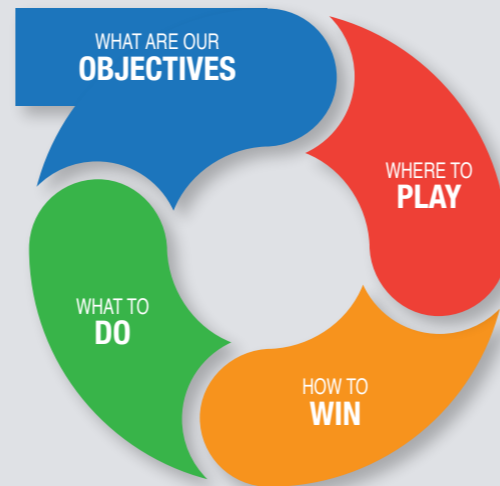 WHAT ARE OUR
OBJECTIVES
WHERE TO
PLAY
HOW TO
WIN
WHAT TO
DO